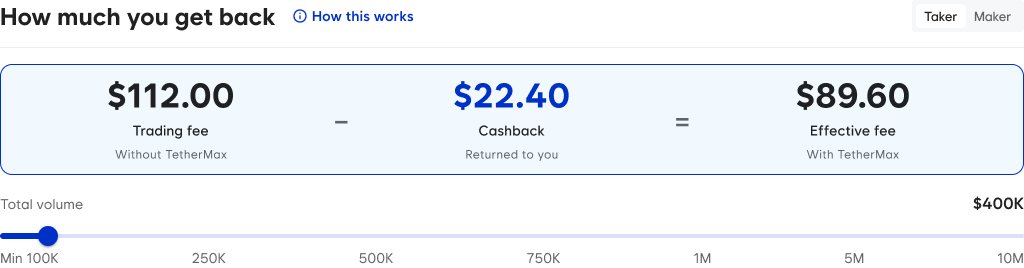 How much you get back
How this works
Taker Maker
$112.00 – $22.40 = $89.60
Trading fee Cashback Effective fee
Without TetherMax Returned to you With TetherMax
Total volume $400K
Min 100K 250K 500K 750K 1M 5M 10M